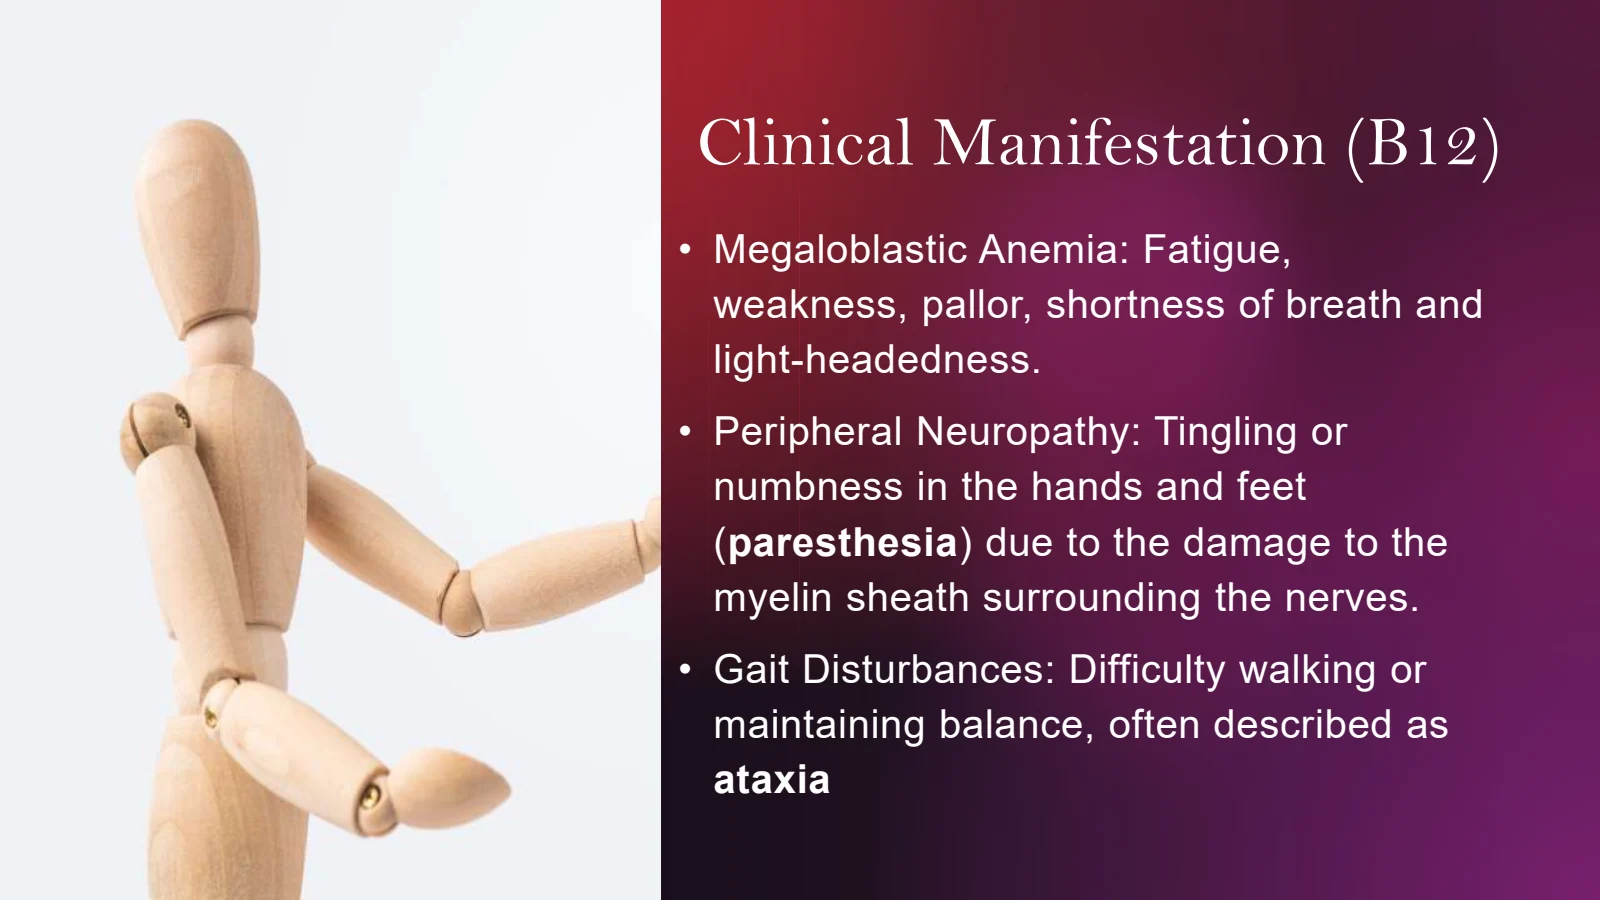 Clinical Manifestation (B12)
• Megaloblastic Anemia: Fatigue,
weakness, pallor, shortness of breath and
light-headedness.
• Peripheral Neuropathy: Tingling or
numbness in the hands and feet
(paresthesia) due to the damage to the
myelin sheath surrounding the nerves.
• Gait Disturbances: Difficulty walking or
maintaining balance, often described as
ataxia